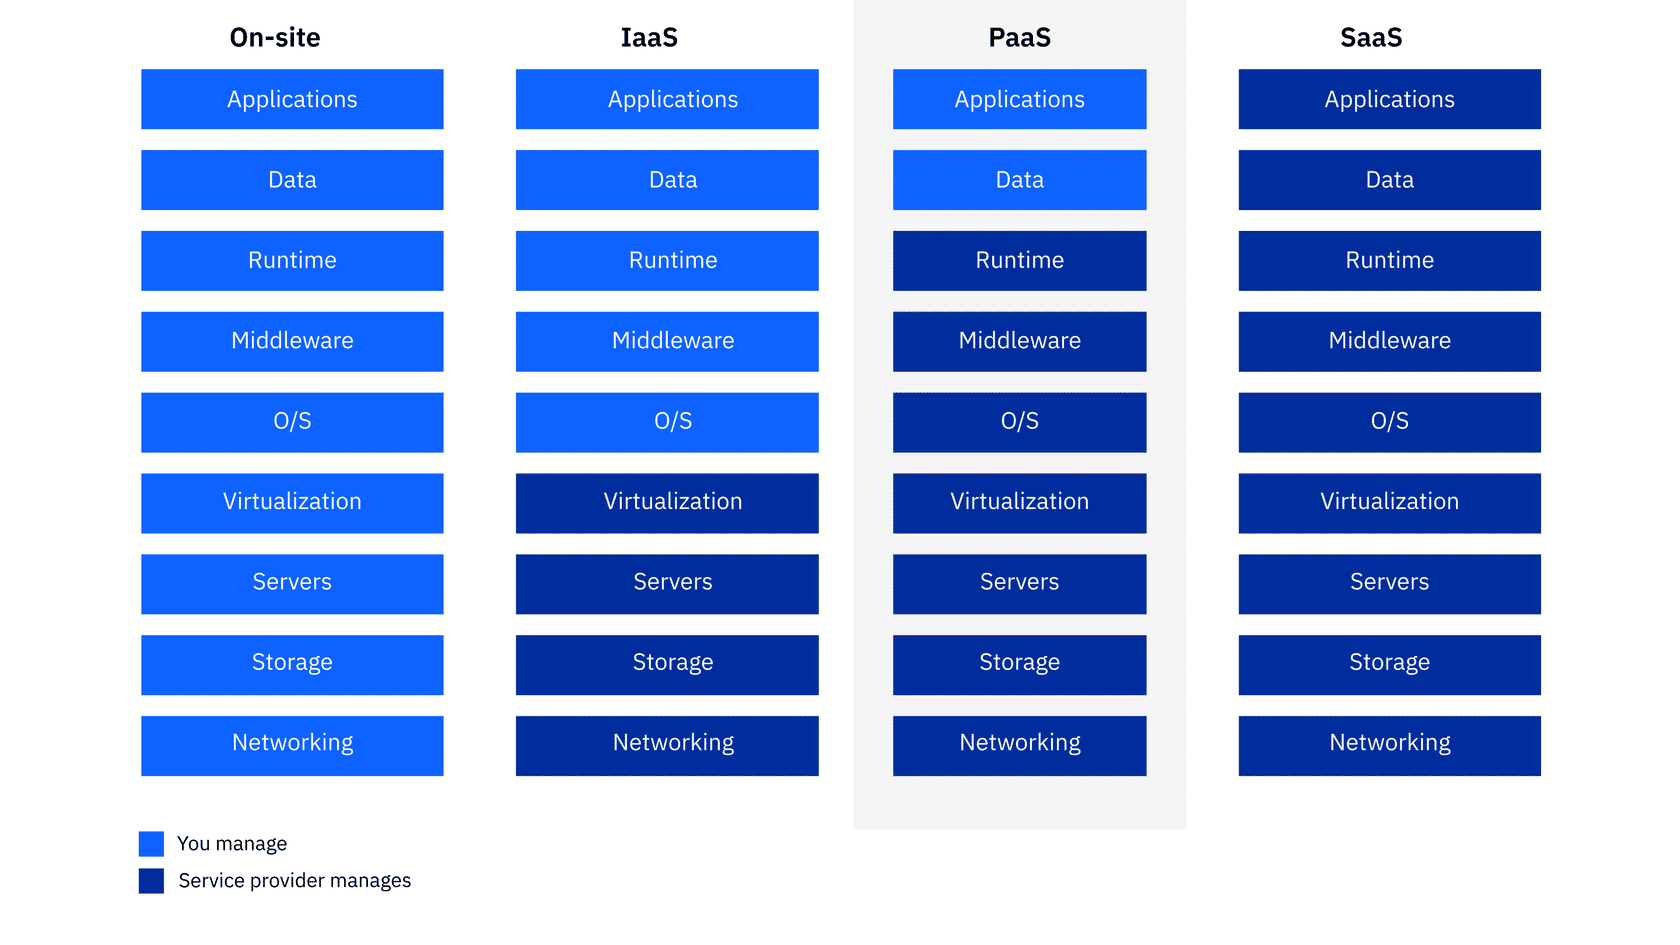 On-site IaaS PaaS SaaS
Applications Applications Applications Applications
Data Data Data Data
Runtime Runtime Runtime Runtime
Middleware Middleware Middleware Middleware
O/S O/S O/S O/S
Virtualization Virtualization Virtualization Virtualization
Servers Servers Servers Servers
Storage Storage Storage Storage
Networking Networking Networking Networking
You manage
Service provider manages